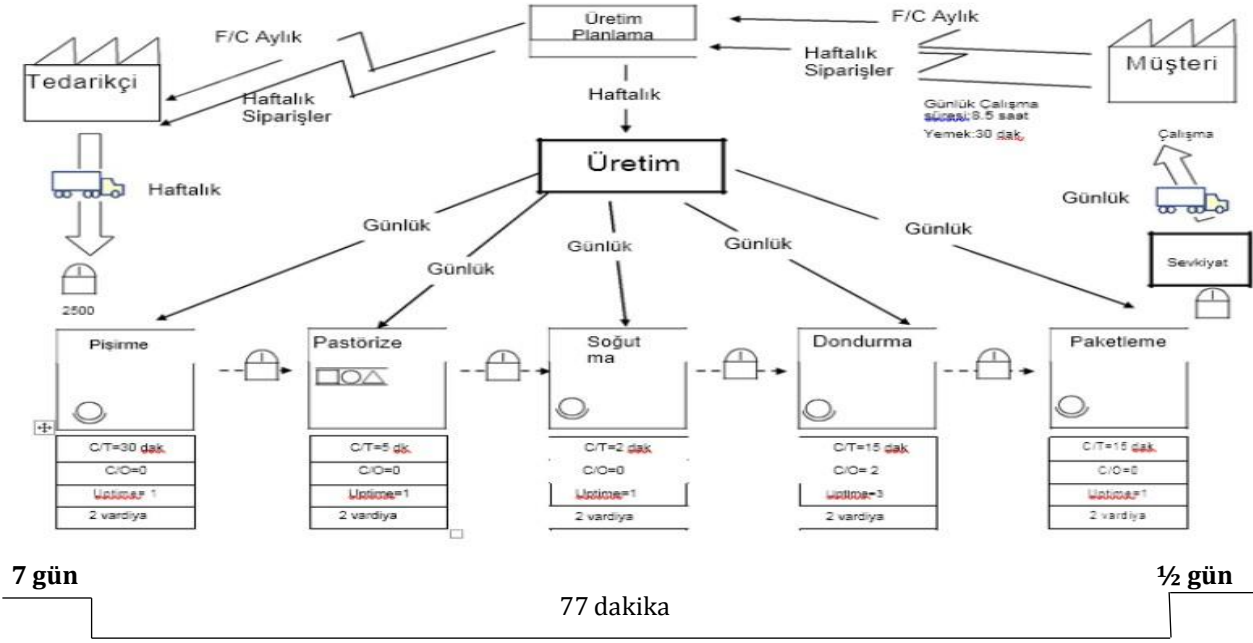 F/C Aylık
Üretim
Planlama
F/C Aylık
Tedarikçi
Haftalık
Siparişler
Haftalık
Haftalık
Siparişler
Müşteri
Günlük Çalışma
süresi:8.5 saat
Yemek:30 dak
Çalışma
Haftalık
Üretim
Günlük
Günlük
Günlük
Günlük
Günlük
Günlük
Sevkiyat
2500
Pişirme
Pastörize
Soğut
ma
Dondurma
Paketleme
C/T=30 dak
C/O=0
Uptime= 1
2 vardiya
C/T=5 dk
C/O=0
Uptime=1
2 vardiya
C/T=2 dak
C/O=0
Uptime=1
2 vardiya
C/T=15 dak
C/O= 2
Uptime=3
2 vardiya
C/T=15 dak
C/O=0
Uptime=1
2 vardiya
7 gün
77 dakika
½ gün